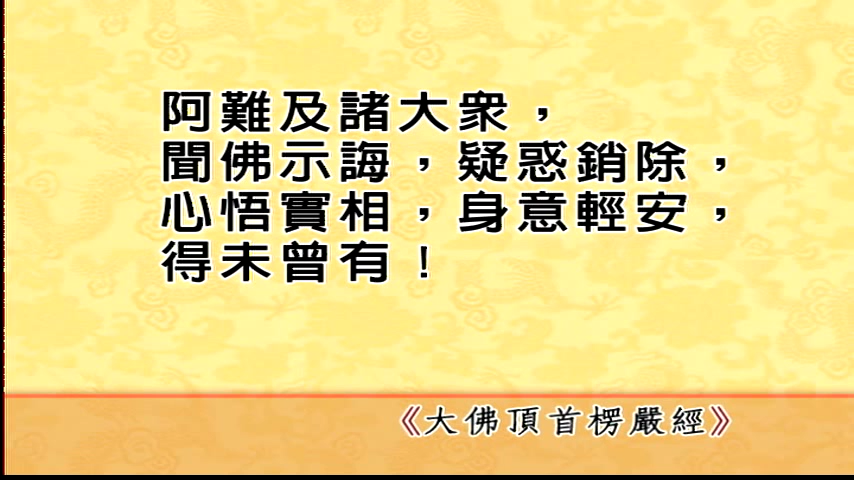 阿難及諸大眾，
聞佛示誨，疑惑銷除，
心悟實相，身意輕安，
得未曾有！
《大佛頂首楞嚴經》